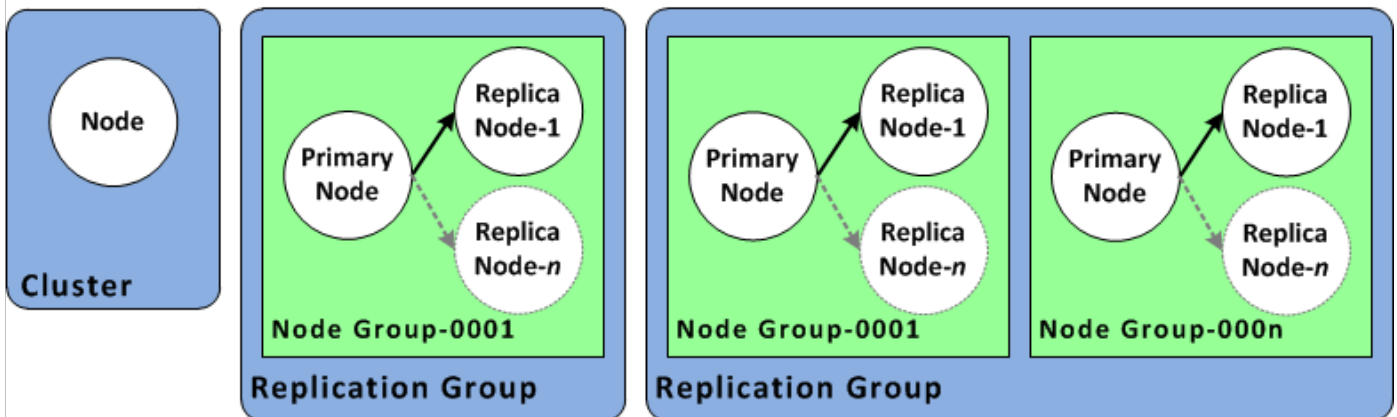 Node
Cluster
Primary
Node
Replica
Node-1
Replica
Node-n
Node Group-0001
Replication Group
Primary
Node
Replica
Node-1
Replica
Node-n
Node Group-0001
Primary
Node
Replica
Node-1
Replica
Node-n
Node Group-000n
Replication Group